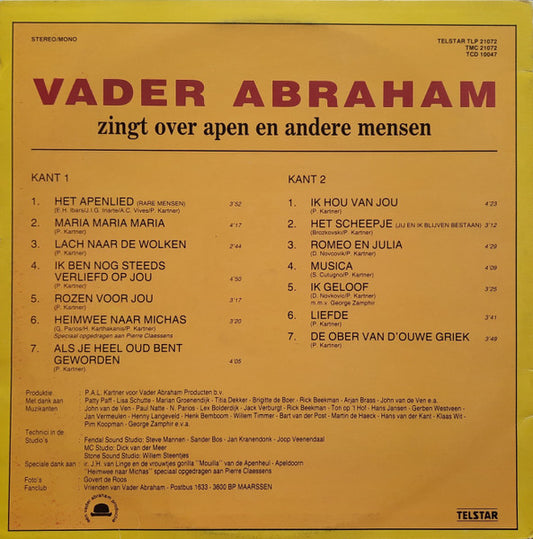 STEREO/MONO
TELSTAR TLP 21072
TMC 21072
TCD 10047
VADER ABRAHAM
zingt over apen en andere mensen
KANT 1
1. HET APENLIED (RARE MENSEN) 3'52
(E.H. Ibers/J.I.G. Iriarte/A.C. Vives/P. Kartner)
2. MARIA MARIA MARIA 4'17
(P. Kartner)
3. LACH NAAR DE WOLKEN 2'44
(P. Kartner)
4. IK BEN NOG STEEDS
VERLIEFD OP JOU 4'50
(P. Kartner)
5. ROZEN VOOR JOU 3'17
(P. Kartner)
6. HEIMWEE NAAR MICHAS 3'20
(G. Parios/H. Karthakanis/P. Kartner)
Speciaal opgedragen aan Pierre Claessens
7. ALS JE HEEL OUD BENT
GEWORDEN 4'05
(P. Kartner)
KANT 2
1. IK HOU VAN JOU 4'23
(P. Kartner)
2. HET SCHEEPJE (JIJ EN IK BLIJVEN BESTAAN) 3'12
(Brozkovski/P. Kartner)
3. ROMEO EN JULIA 4'29
(D. Novcovik/P. Kartner)
4. MUSICA 4'09
(S. Cutugno/P. Kartner)
5. IK GELOOF 3'25
(D. Novkovic/P. Kartner)
m.m.v. George Zamphir
6. LIEFDE 3'41
(P. Kartner)
7. DE OBER VAN D'OUWE GRIEK 3'49
(P. Kartner)
Produktie : P.A.L. Kartner voor Vader Abraham Producten b.v.
Met dank aan : Patty Paff - Lisa Schutte - Marian Groenendijk - Titia Dekker - Brigitte de Boer - Rick Beekman - Arjan Brass - John van de Ven e.a.
Muzikanten : John van de Ven - Paul Natte - N. Parios - Lex Bolderdijk - Jack Verburgt - Rick Beekman - Ton op 't Hof - Hans Jansen - Gerben Westveen -
Jan Vermeulen - Henny Langeveld - Henk Bemboom - Willem Timmer - Bart van der Post - Martin de Haeck - Hans van der Kant - Klaas Wit -
Pim Koopman - George Zamphir e.v.a.
Technici in de
Studio's : Fendal Sound Studio: Steve Mannen - Sander Bos - Jan Kranendonk - Joop Veenendaal
MC Studio: Dick van der Meer
Stone Sound Studio: Willem Steentjes
Speciale dank aan : ir. J.H. van Linge en de vrouwtjes gorilla "Mouilla" van de Apenheul - Apeldoorn
"Heimwee naar Michas" speciaal opgedragen aan Pierre Claessens
Foto's : Govert de Roos
Fanclub : Vrienden van Vader Abraham - Postbus 1633 - 3600 BP MAARSSEN
TELSTAR